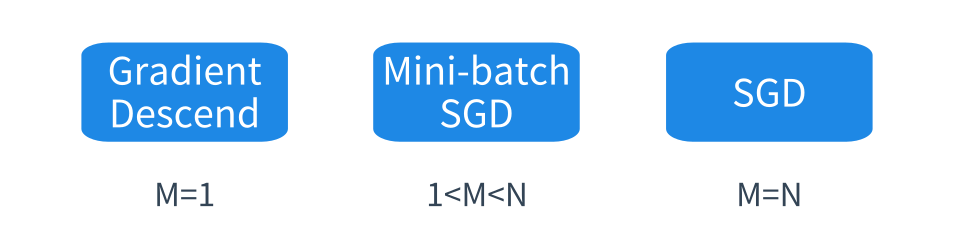 Gradient
Descend
Mini-batch
SGD
SGD
M=1
1<M<N
M=N